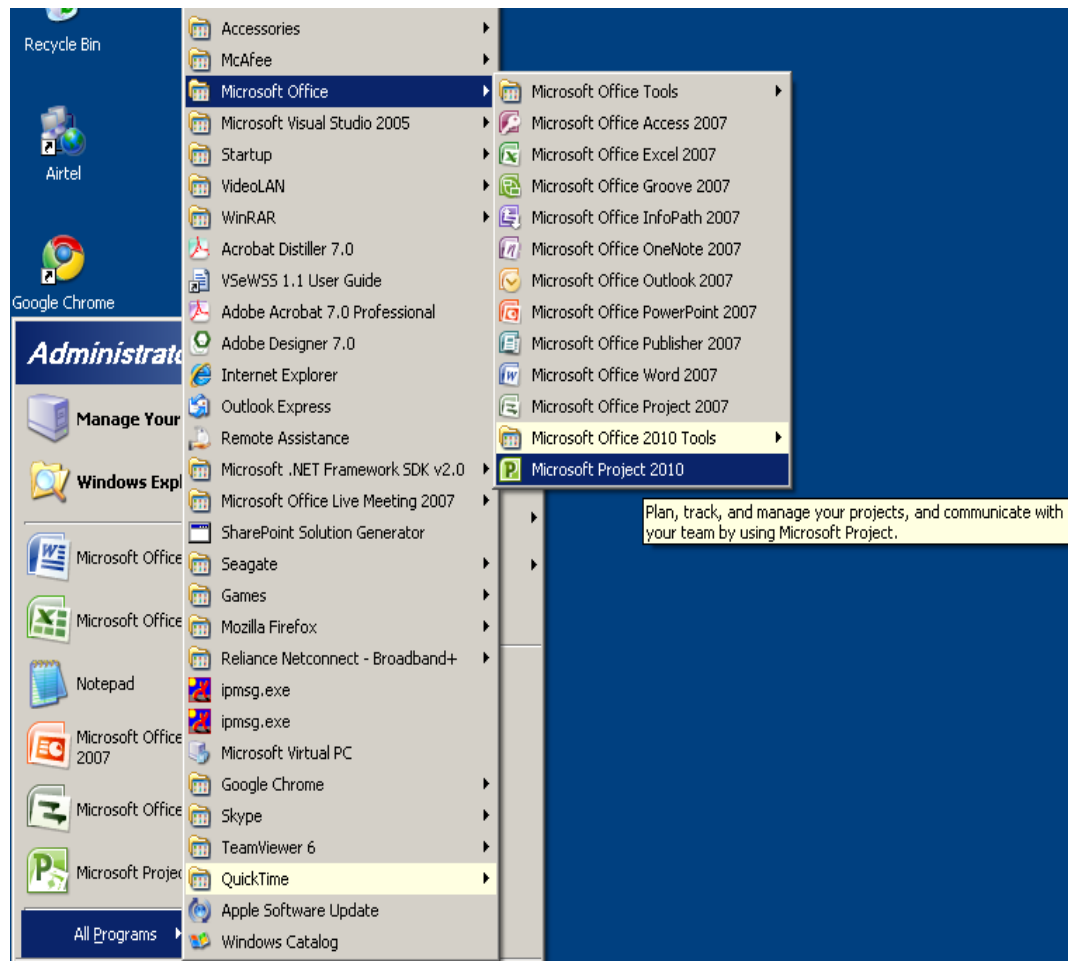 Recycle Bin
Airtel
Google Chrome
Administrato
Manage Your
Windows Expl
Microsoft Office
Microsoft Office
Notepad
Microsoft Office
2007
Microsoft Office
Microsoft Projec
All Programs
Accessories
McAfee
Microsoft Office
Microsoft Visual Studio 2005
Startup
VideoLAN
WinRAR
Acrobat Distiller 7.0
VSeWSS 1.1 User Guide
Adobe Acrobat 7.0 Professional
Adobe Designer 7.0
Internet Explorer
Outlook Express
Remote Assistance
Microsoft .NET Framework SDK v2.0
Microsoft Office Live Meeting 2007
SharePoint Solution Generator
Seagate
Games
Mozilla Firefox
Reliance Netconnect - Broadband+
ipmsg.exe
ipmsg.exe
Microsoft Virtual PC
Google Chrome
Skype
TeamViewer 6
QuickTime
Apple Software Update
Windows Catalog
Microsoft Office Tools
Microsoft Office Access 2007
Microsoft Office Excel 2007
Microsoft Office Groove 2007
Microsoft Office InfoPath 2007
Microsoft Office OneNote 2007
Microsoft Office Outlook 2007
Microsoft Office PowerPoint 2007
Microsoft Office Publisher 2007
Microsoft Office Word 2007
Microsoft Office Project 2007
Microsoft Office 2010 Tools
Microsoft Project 2010
Plan, track, and manage your projects, and communicate with
your team by using Microsoft Project.